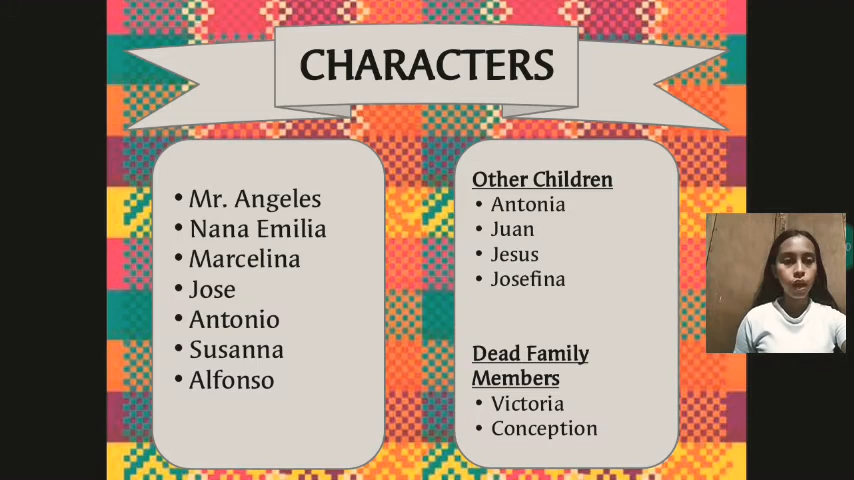 CHARACTERS
• Mr. Angeles
• Nana Emilia
• Marcelina
• Jose
• Antonio
• Susanna
• Alfonso
Other Children
• Antonia
• Juan
• Jesus
• Josefina
Dead Family
Members
• Victoria
• Conception